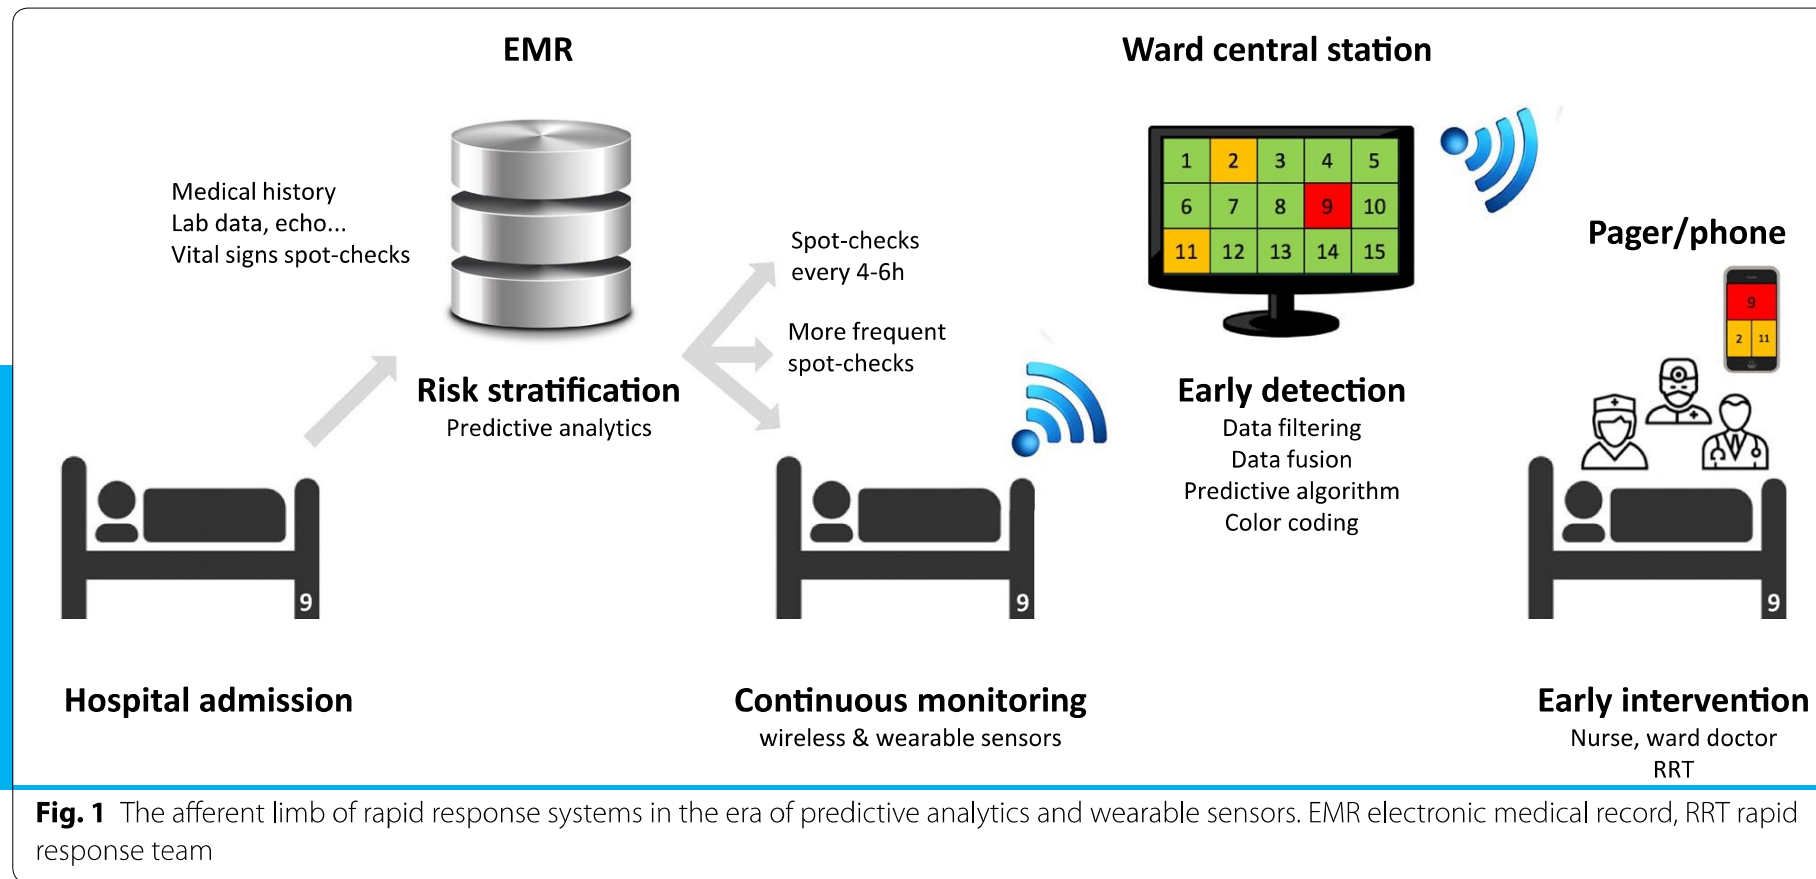 EMR
Medical history
Lab data, echo...
Vital signs spot-checks
Risk stratification
Predictive analytics
9
Hospital admission
Spot-checks
every 4-6h
More frequent
spot-checks
9
Continuous monitoring
wireless & wearable sensors
Ward central station
1 2 3 4 5
6 7 8 9 10
11 12 13 14 15
Early detection
Data filtering
Data fusion
Predictive algorithm
Color coding
Pager/phone
9
2 11
9
Early intervention
Nurse, ward doctor
RRT
Fig. 1 The afferent limb of rapid response systems in the era of predictive analytics and wearable sensors. EMR electronic medical record, RRT rapid
response team